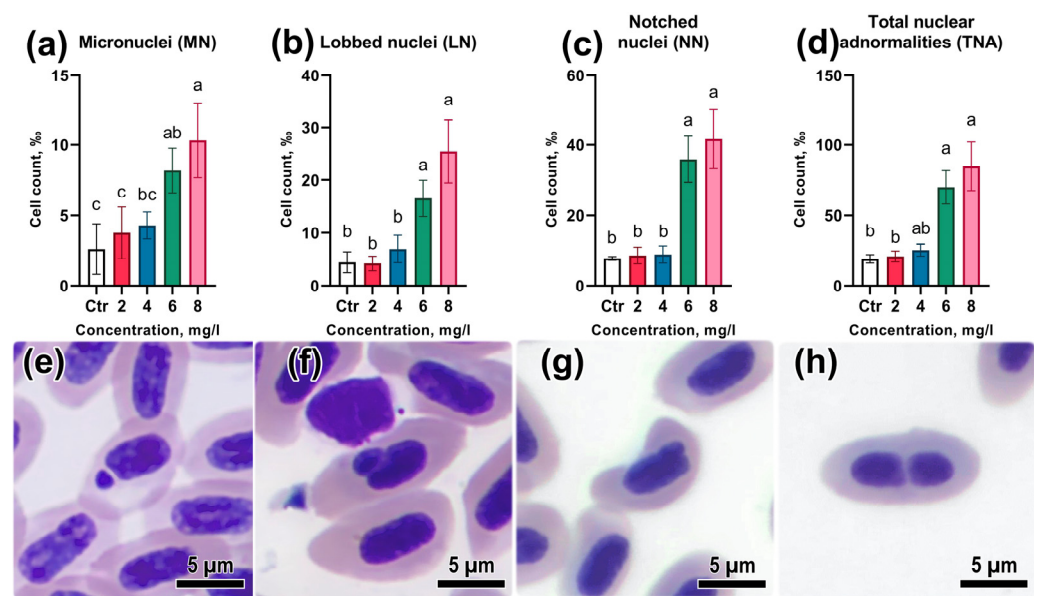 (a) Micronuclei (MN)
15
10
5
0
Cell count, ‰
c
c
bc
ab
a
Ctr 2 4 6 8
Concentration, mg/l
(b) Lobbed nuclei (LN)
40
30
20
10
0
Cell count, ‰
b
b
b
a
a
Ctr 2 4 6 8
Concentration, mg/l
(c) Notched
nuclei (NN)
60
40
20
0
Cell count, ‰
b
b
b
a
a
Ctr 2 4 6 8
Concentration, mg/l
(d) Total nuclear
adnormalities (TNA)
150
100
50
0
Cell count, ‰
b
b
ab
a
a
Ctr 2 4 6 8
Concentration, mg/l
(e)
5 µm
(f)
5 µm
(g)
5 µm
(h)
5 µm